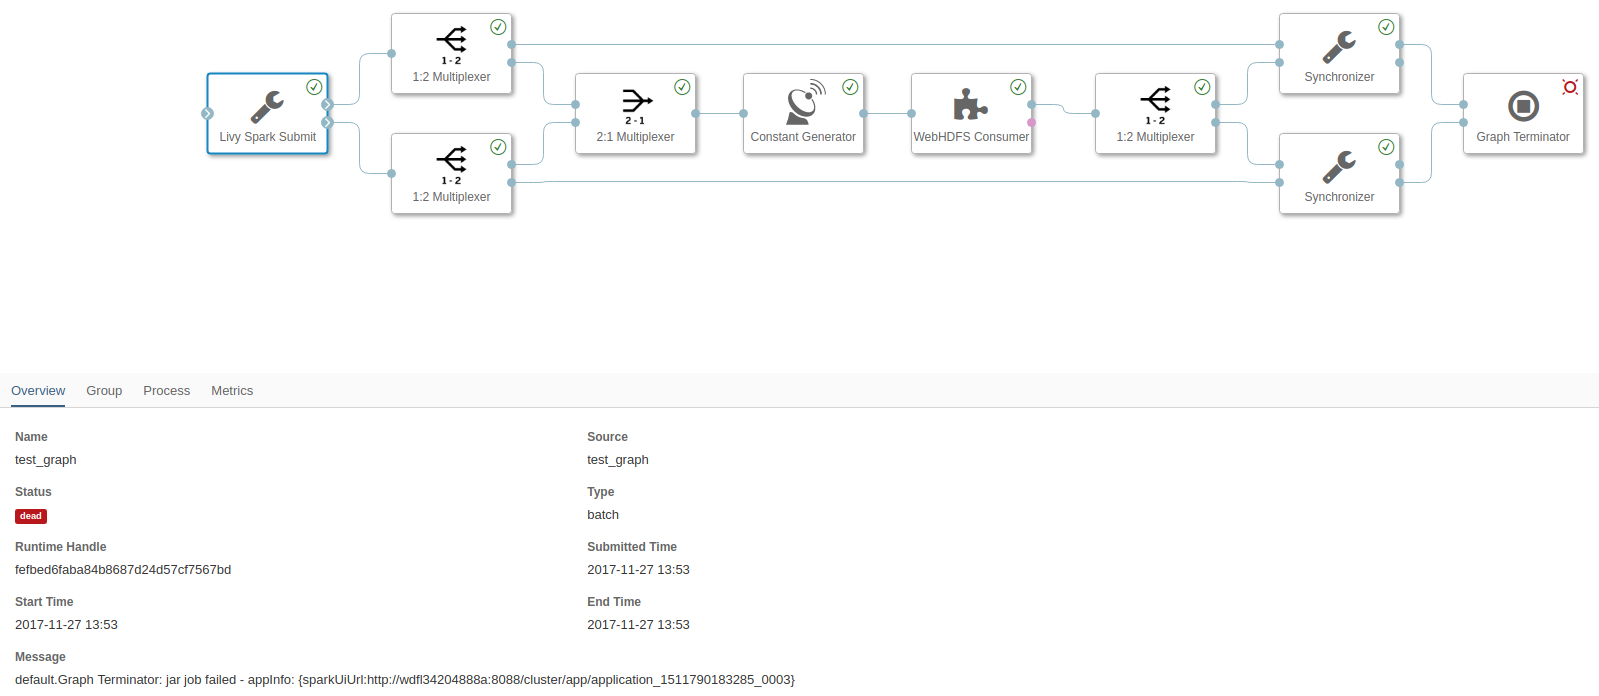 1 - 2
1:2 Multiplexer
Synchronizer
Livy Spark Submit
2 - 1
2:1 Multiplexer
Constant Generator
WebHDFS Consumer
1 - 2
1:2 Multiplexer
Graph Terminator
1 - 2
1:2 Multiplexer
Synchronizer
Overview Group Process Metrics
Name
test_graph
Source
test_graph
Status
dead
Type
batch
Runtime Handle
fefbed6faba84b8687d24d57cf7567bd
Submitted Time
2017-11-27 13:53
Start Time
2017-11-27 13:53
End Time
2017-11-27 13:53
Message
default.Graph Terminator: jar job failed - appInfo: {sparkUiUrl:http://wdfl34204888a:8088/cluster/app/application_1511790183285_0003}